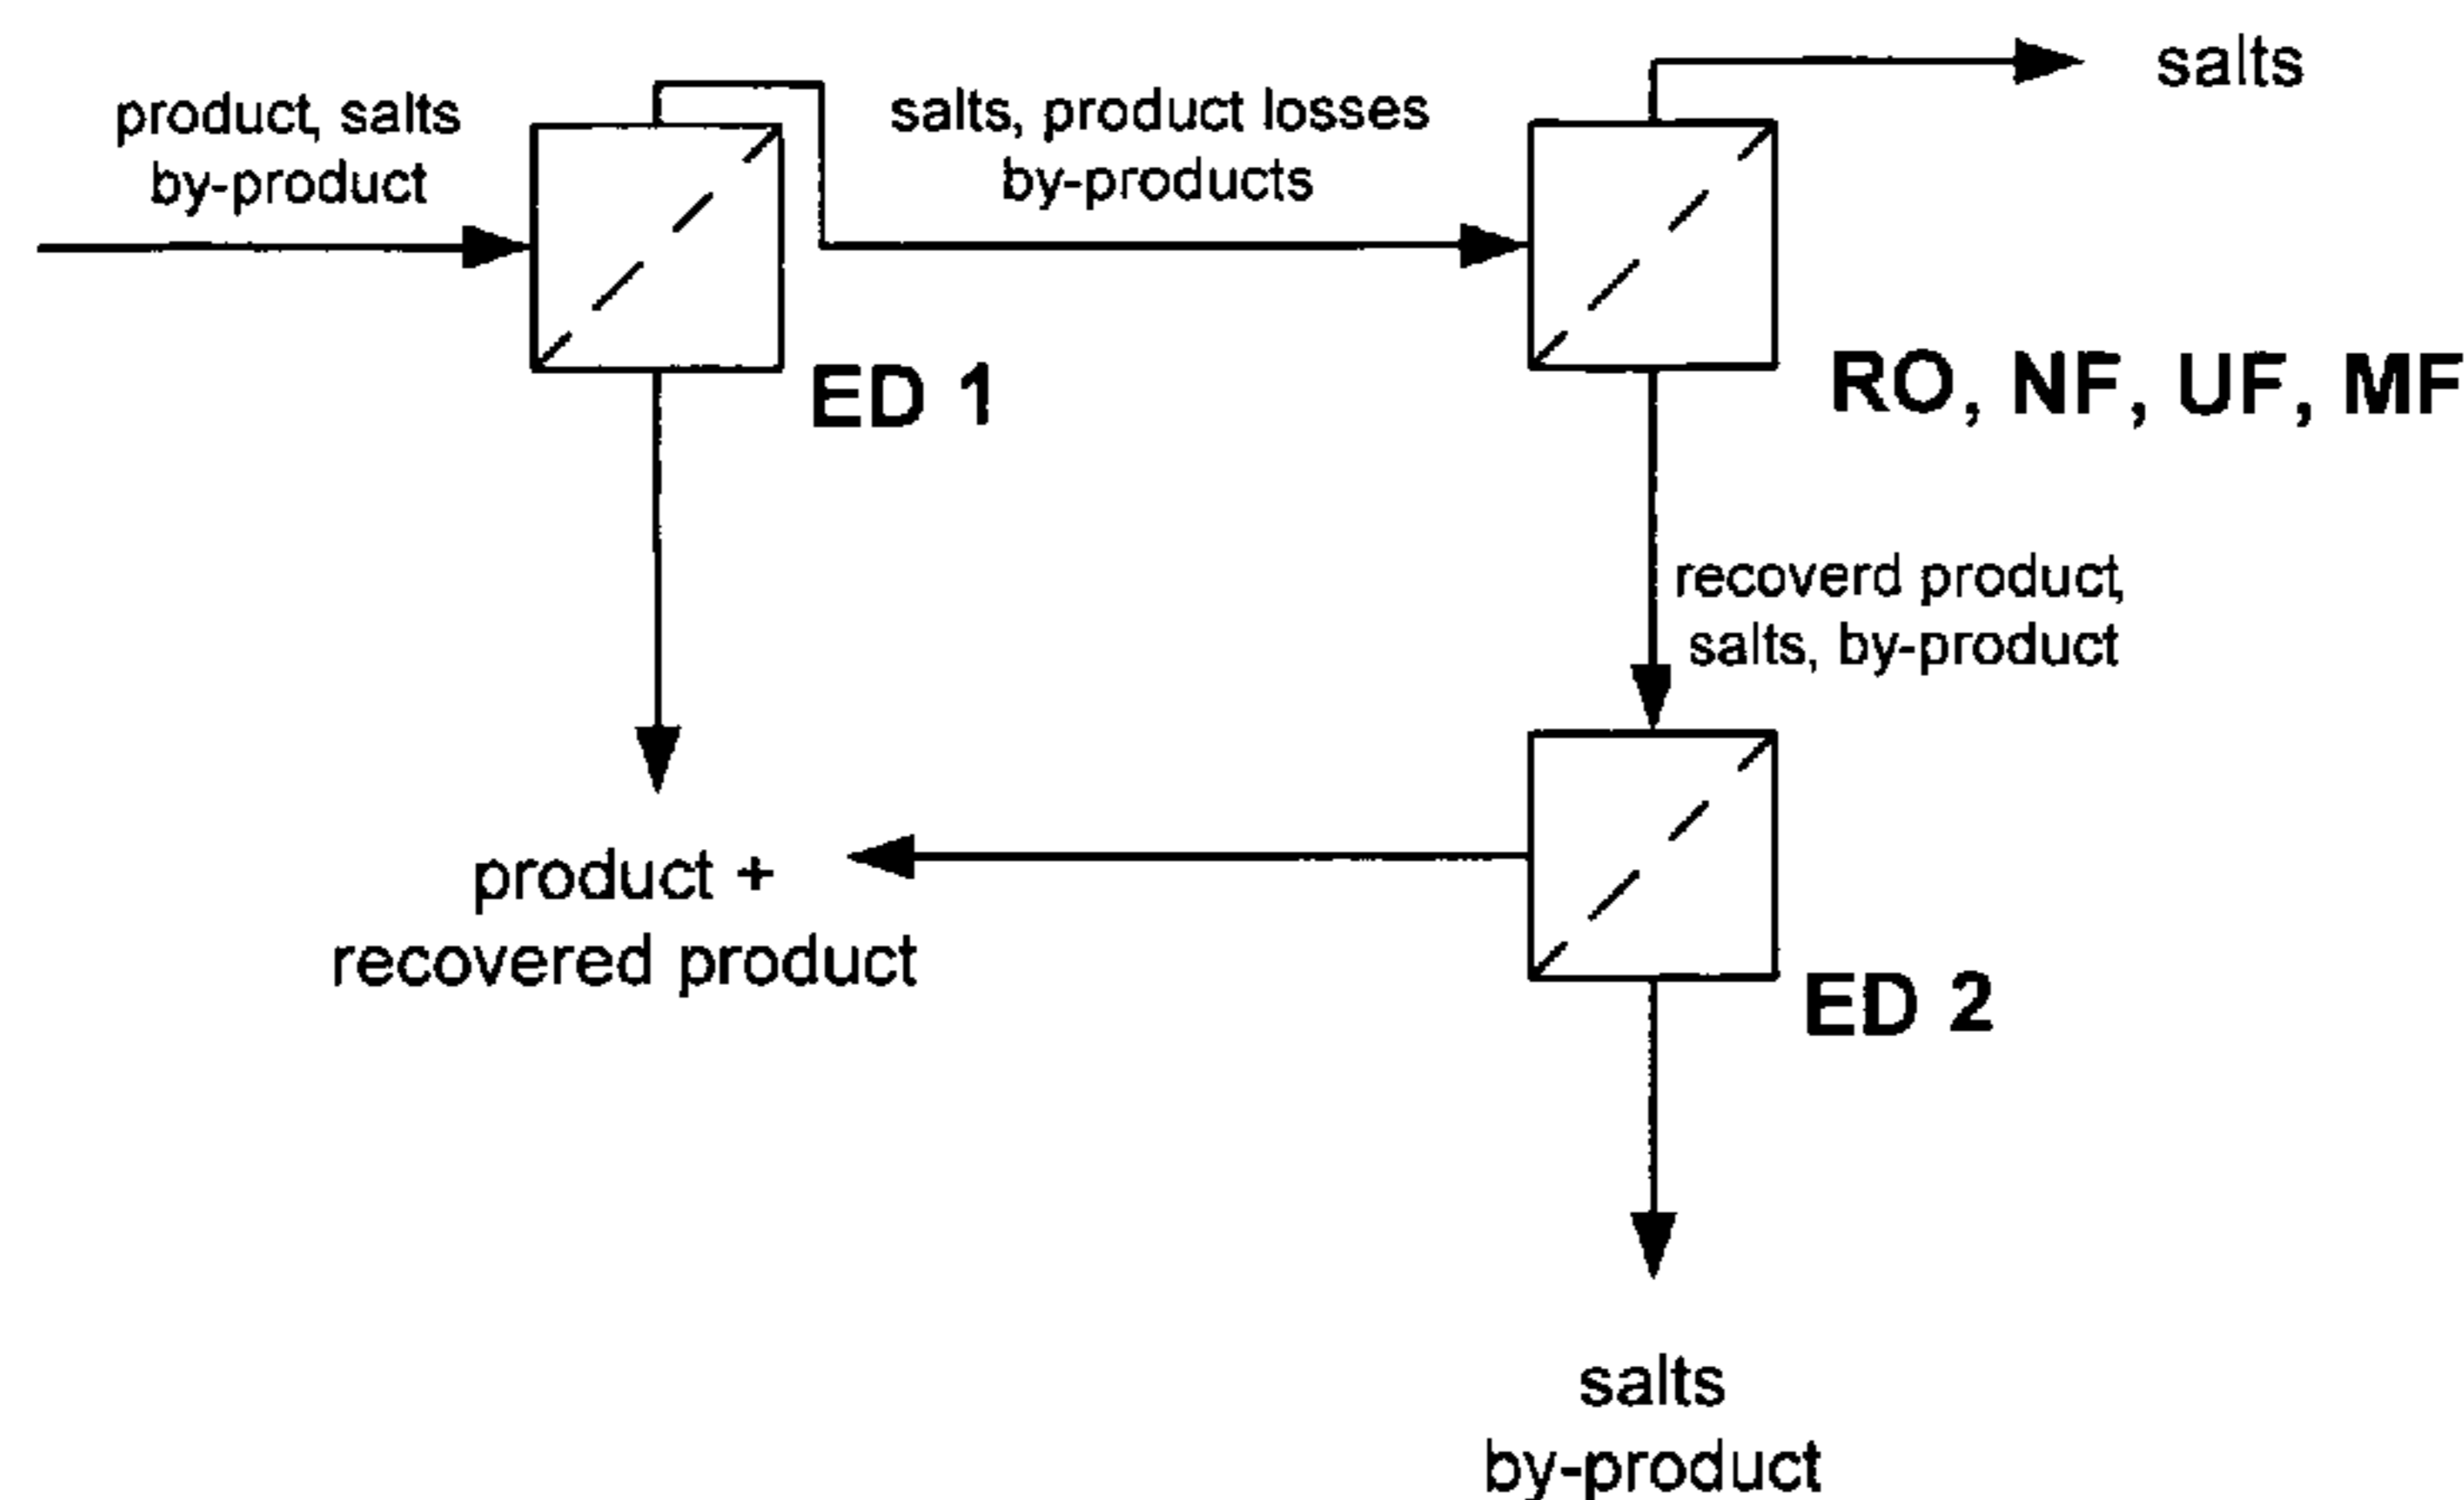 product, salts
by-product
salts, product losses
by-products
salts
ED 1
RO, NF, UF, MF
recoverd product,
salts, by-product
product +
recovered product
ED 2
salts
by-product